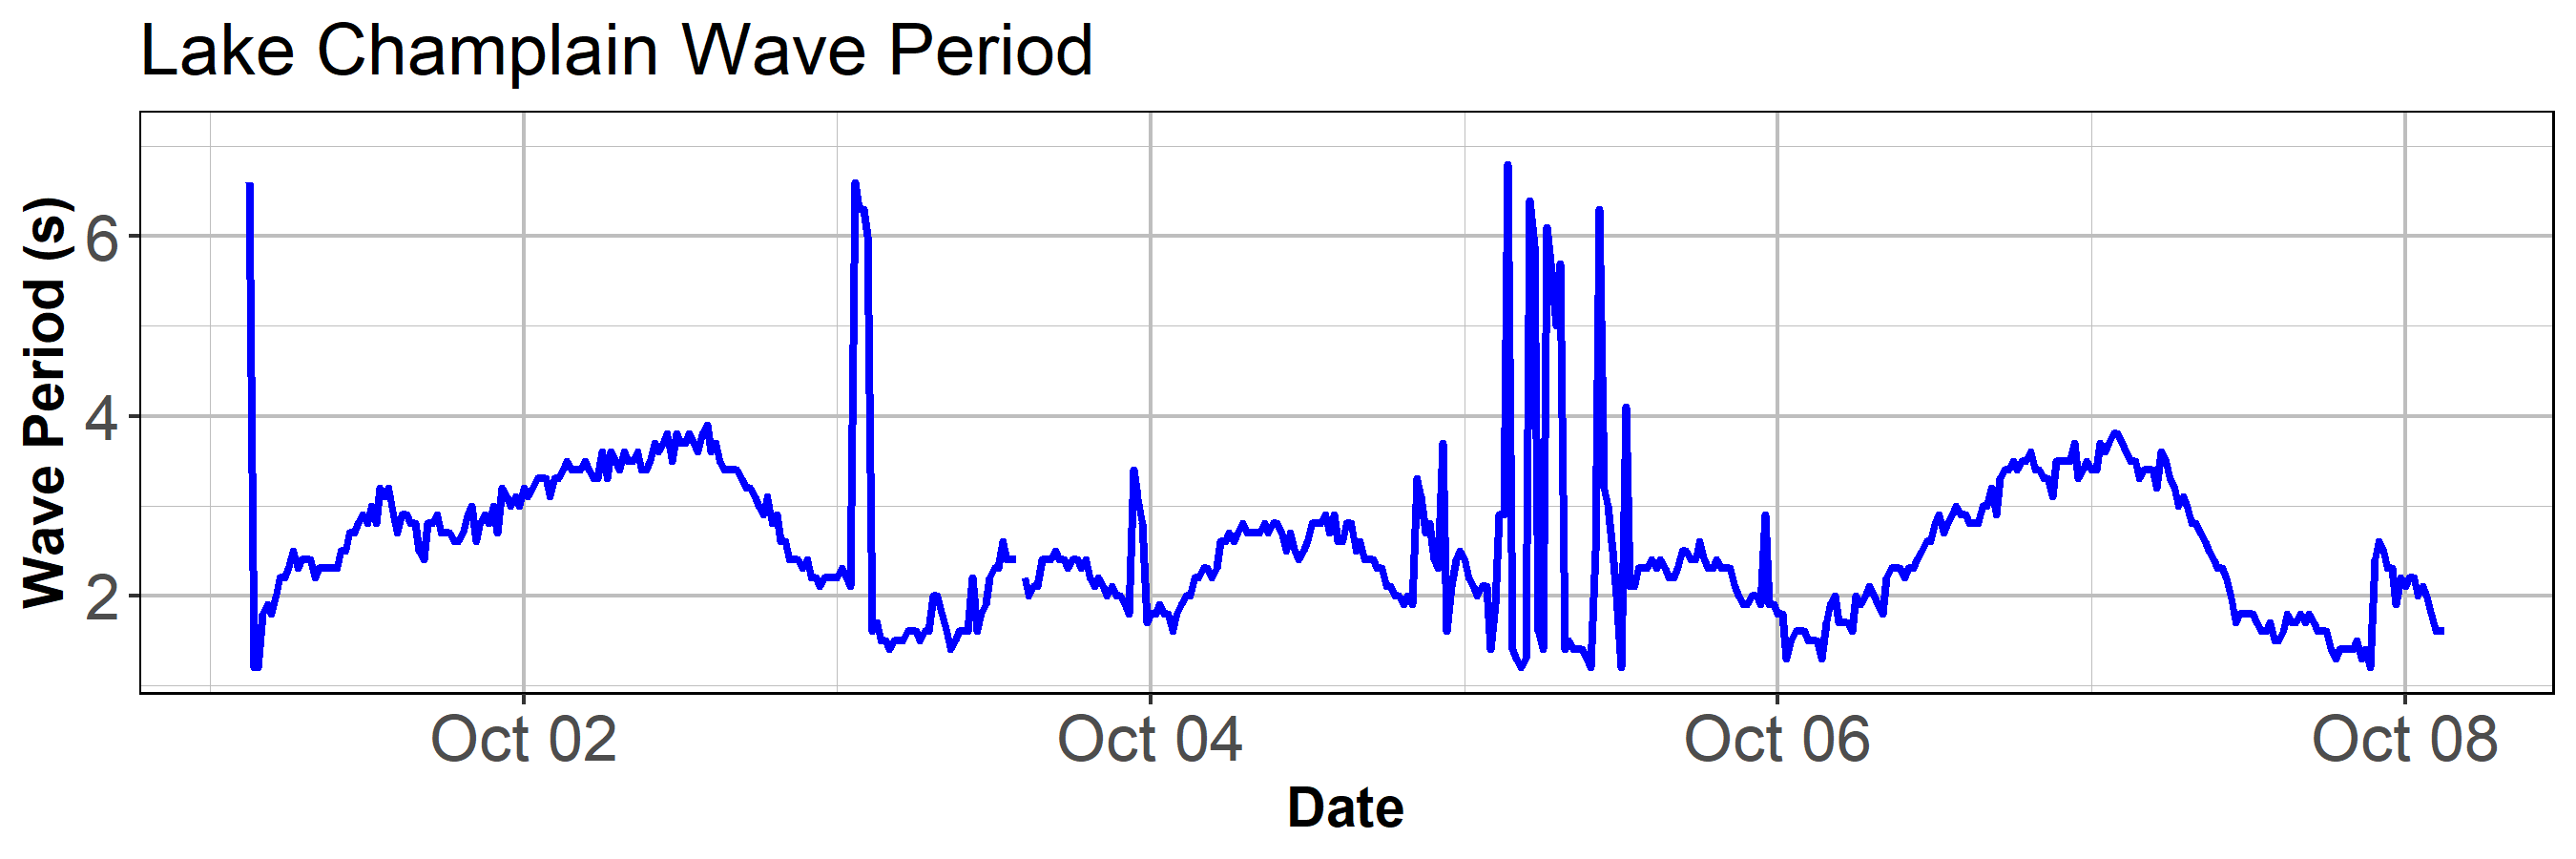 Lake Champlain Wave Period
Wave Period (s)
6
4
2
Oct 02
Oct 04
Oct 06
Oct 08
Date